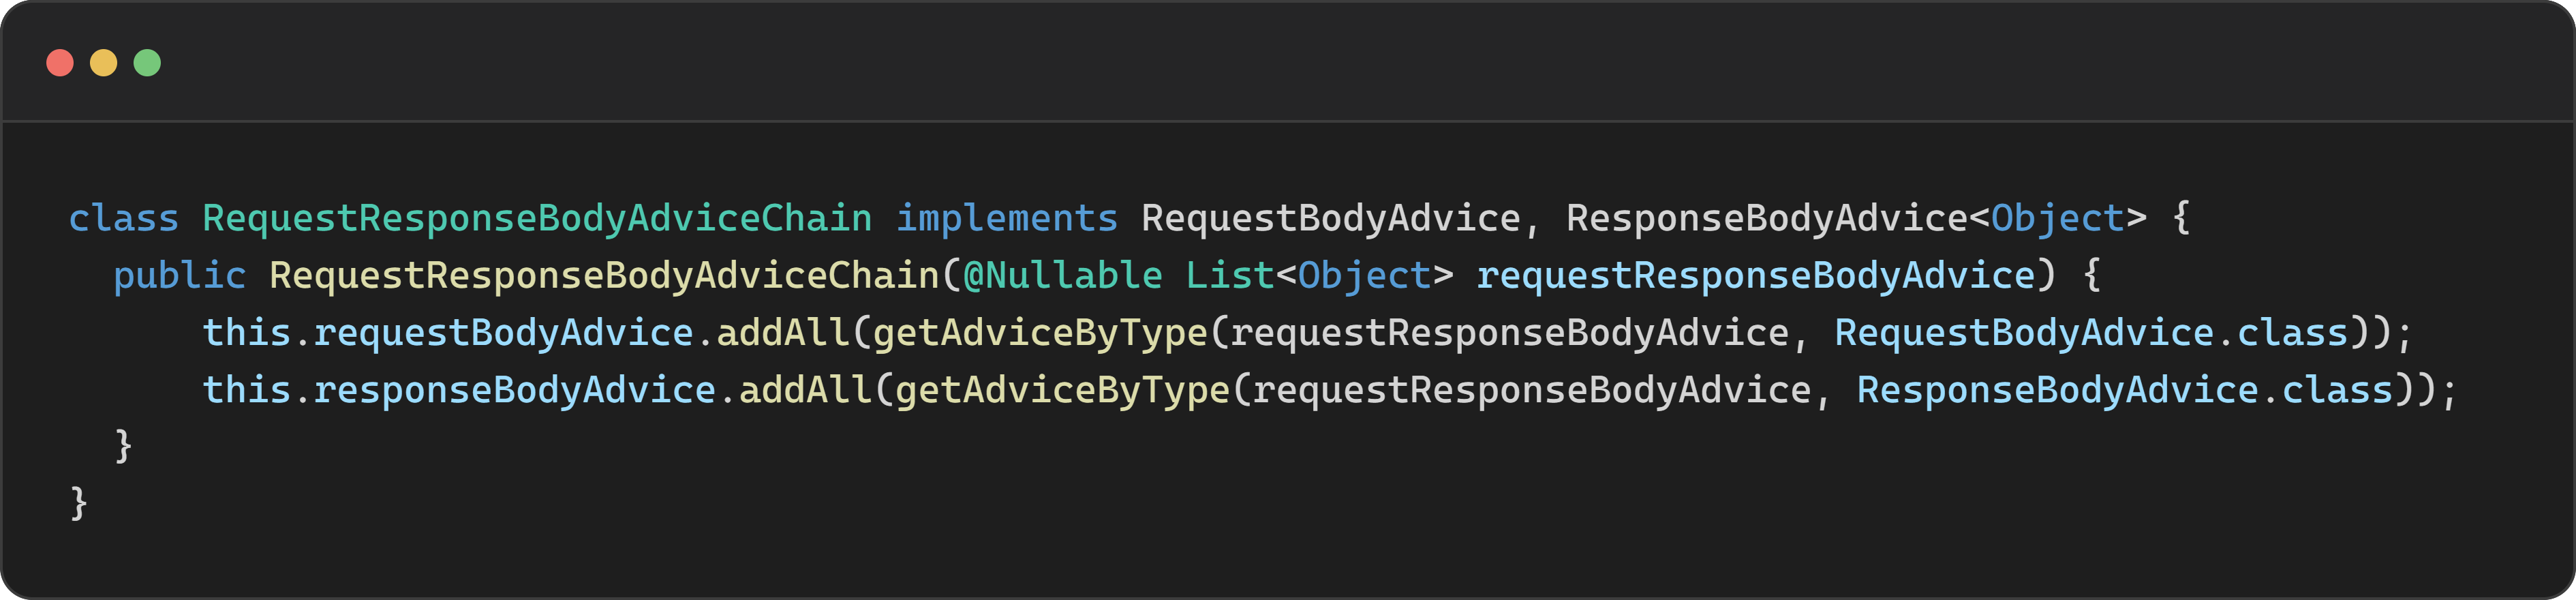 class RequestResponseBodyAdviceChain implements RequestBodyAdvice, ResponseBodyAdvice<Object> {
  public RequestResponseBodyAdviceChain(@Nullable List<Object> requestResponseBodyAdvice) {
      this.requestBodyAdvice.addAll(getAdviceByType(requestResponseBodyAdvice, RequestBodyAdvice.class));
      this.responseBodyAdvice.addAll(getAdviceByType(requestResponseBodyAdvice, ResponseBodyAdvice.class));
  }
}